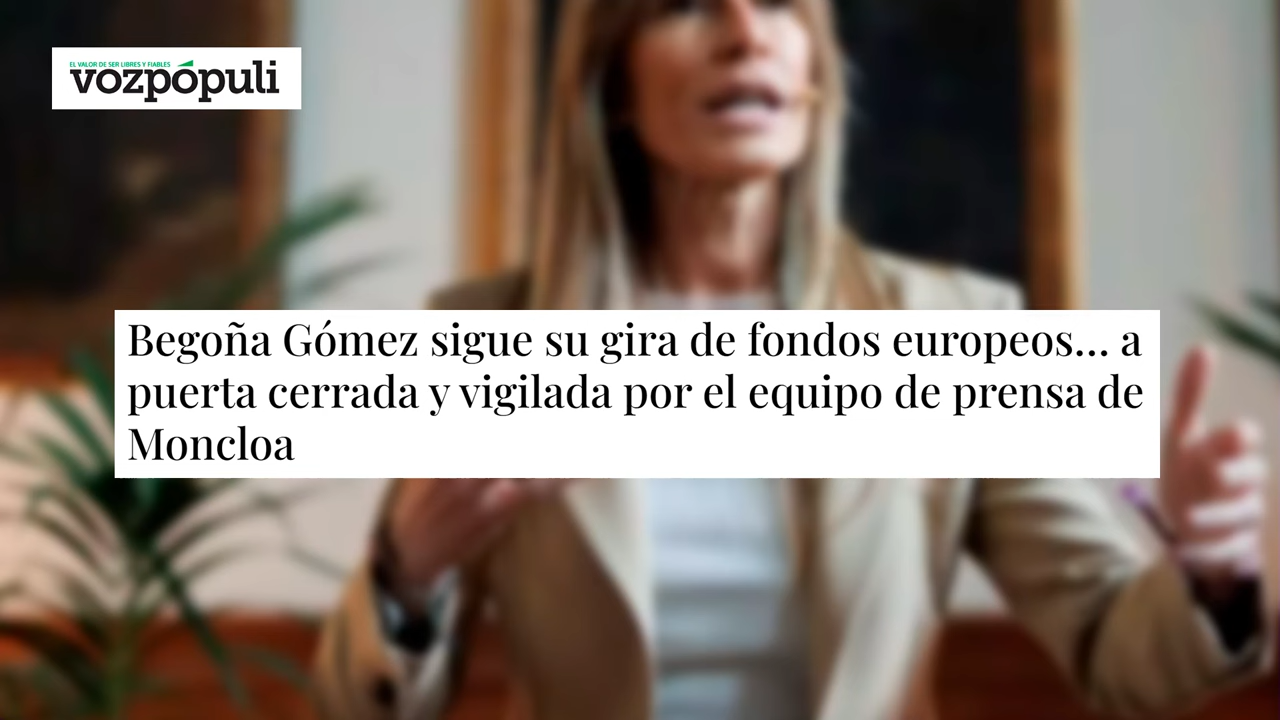 EL VALOR DE SER LIBRES Y FIABLES
vozpópuli
Begoña Gómez sigue su gira de fondos europeos... a
puerta cerrada y vigilada por el equipo de prensa de
Moncloa